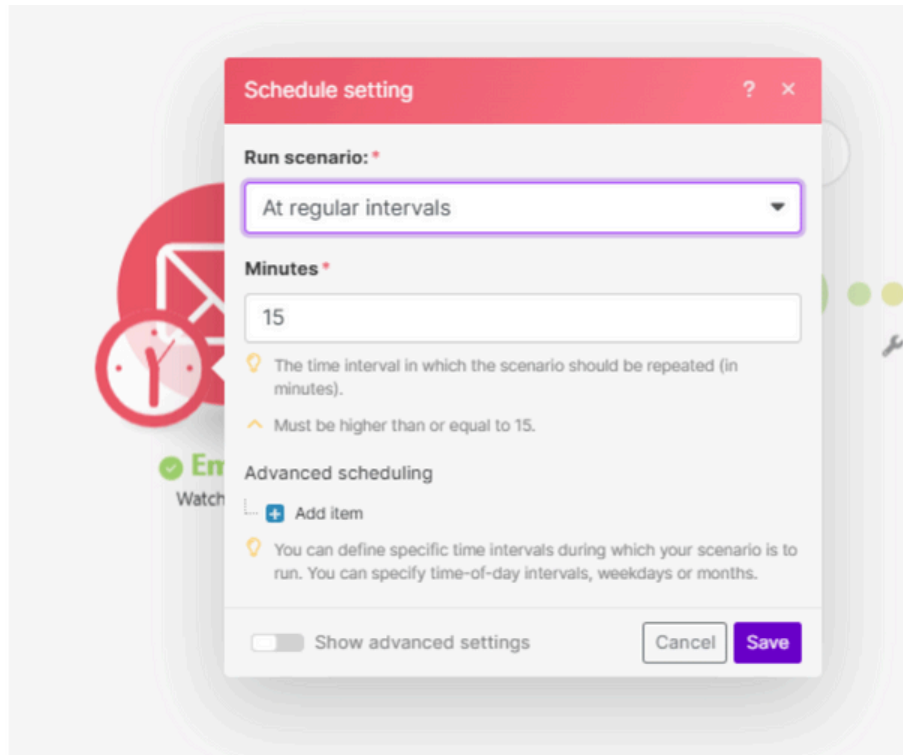 Schedule setting ? ×
Run scenario: *
At regular intervals
Minutes *
15
The time interval in which the scenario should be repeated (in
minutes).
Must be higher than or equal to 15.
Em
Watch
Advanced scheduling
Add item
You can define specific time intervals during which your scenario is to
run. You can specify time-of-day intervals, weekdays or months.
Show advanced settings
Cancel
Save